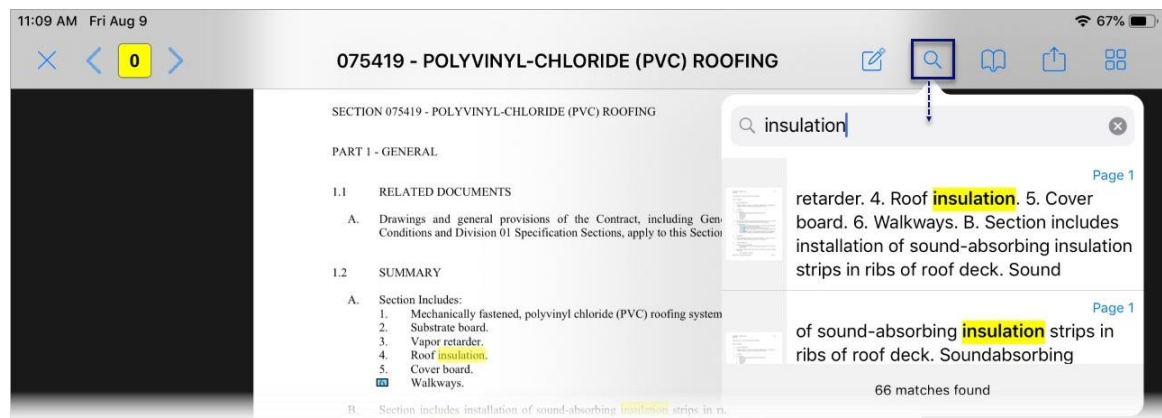 11:09 AM Fri Aug 9
67%
0
075419 - POLYVINYL-CHLORIDE (PVC) ROOFING
SECTION 075419 - POLYVINYL-CHLORIDE (PVC) ROOFING
PART 1 - GENERAL
1.1 RELATED DOCUMENTS
A. Drawings and general provisions of the Contract, including Gen
Conditions and Division 01 Specification Sections, apply to this Section
1.2 SUMMARY
A. Section Includes:
1. Mechanically fastened, polyvinyl chloride (PVC) roofing system
2. Substrate board.
3. Vapor retarder.
4. Roof insulation.
5. Cover board.
Walkways.
B. Section includes installation of sound-absorbing insulation strips in
insulation
Page 1
retarder. 4. Roof insulation. 5. Cover
board. 6. Walkways. B. Section includes
installation of sound-absorbing insulation
strips in ribs of roof deck. Sound
Page 1
of sound-absorbing insulation strips in
ribs of roof deck. Soundabsorbing
66 matches found